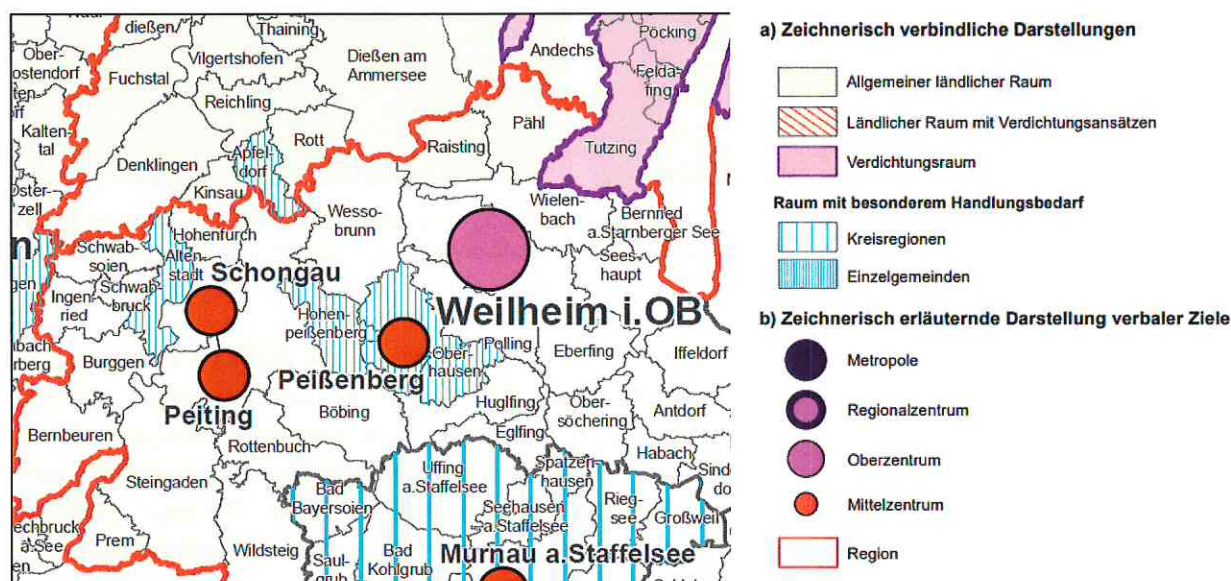 dießen
Thaining
Ober-
ostendorf
Fuchstal
Vilgertshofen
Dießen am
Ammersee
Andechs
Pöcking
Felda-
fing
Reichling
Kalten-
tal
Pähl
Rott
Apfel-
dorf
Raisting
Tutzing
Denklingen
Kinsau
Oster-
zell
Wesso-
brunn
Wielen-
bach
Bernried
a.Starnberger See
Hohenfurch
Schwab-
soien
Alten
stadt
Sees
haupt
Schongau
Schwab-
bruck
Ingen
ried
Weilheim i.OB
Hohen-
peißenberg
Polling
Ober-
hausen
Eberfing
Iffeldorf
Burggen
Peißenberg
Peiting
Böbing
Huglfing
Ober-
söchering
Antdorf
Bernbeuren
Eglfing
Rottenbuch
Habach
Steingaden
Uffing
a.Staffelsee
Spatzen-
hausen
Bad
Bayersoien
Seehausen
a.Staffelsee
Rieg-
see
Großweil
Prem
Wildsteig
Saul-
grub
Bad
Kohlgrub
Murnau a.Staffelsee
a) Zeichnerisch verbindliche Darstellungen
Allgemeiner ländlicher Raum
Ländlicher Raum mit Verdichtungsansätzen
Verdichtungsraum
Raum mit besonderem Handlungsbedarf
Kreisregionen
Einzelgemeinden
b) Zeichnerisch erläuternde Darstellung verbaler Ziele
Metropole
Regionalzentrum
Oberzentrum
Mittelzentrum
Region